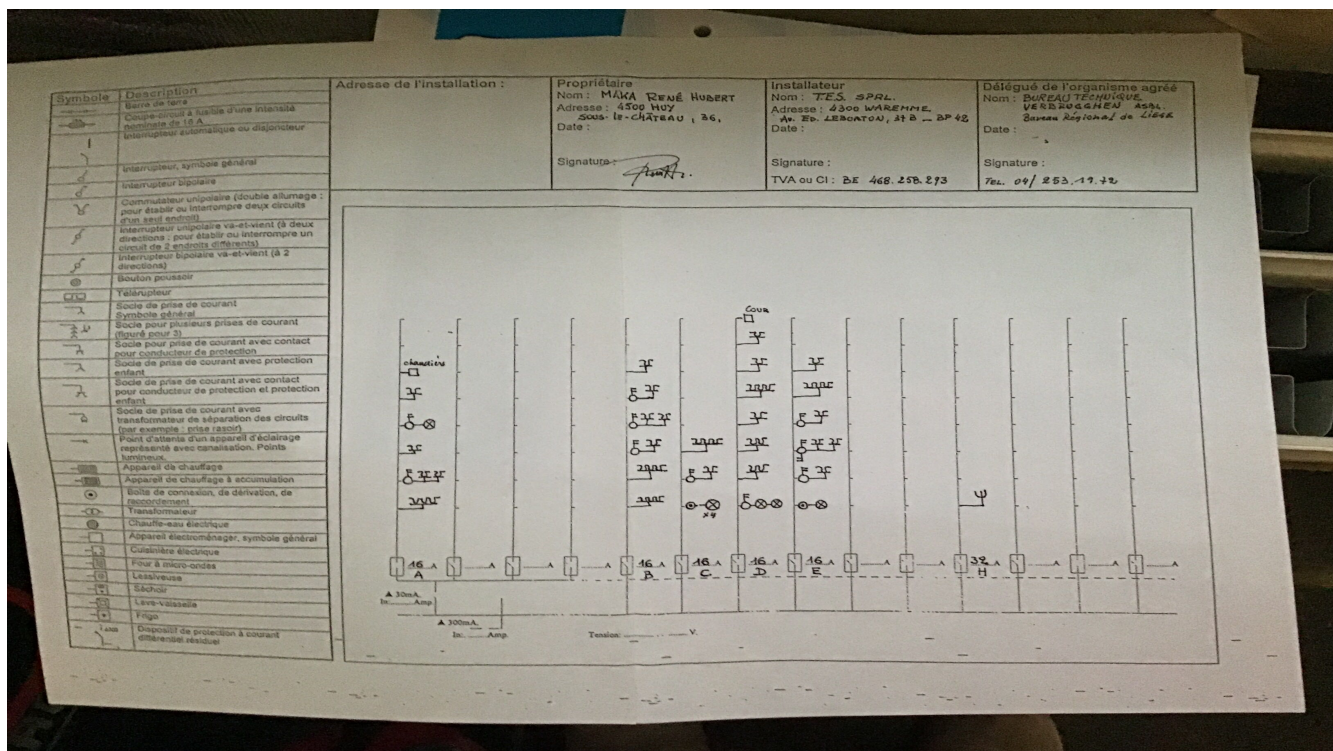 Symbole Description
Barre de terre
Coupe-circuit à fusible d'une intensité
nominale de 16 A
Interrupteur automatique ou disjoncteur
Interrupteur, symbole général
Interrupteur bipolaire
Commutateur unipolaire (double allumage :
pour établir ou interrompre deux circuits
d'un seul endroit)
Interrupteur unipolaire va-et-vient (à deux
directions : pour établir ou interrompre un
circuit de 2 endroits différents)
Interrupteur bipolaire va-et-vient (à 2
directions)
Bouton poussoir
Télérupteur
Socle de prise de courant
Symbole général
Socle pour plusieurs prises de courant
(figuré pour 3)
Socle pour prise de courant avec contact
pour conducteur de protection
Socle de prise de courant avec protection
enfant
Socle de prise de courant avec contact
pour conducteur de protection et protection
enfant
Socle de prise de courant avec
transformateur de séparation des circuits
(par exemple : prise rasoir)
Point d'attente d'un appareil d'éclairage
représenté avec canalisation. Points
lumineux.
Appareil de chauffage
Appareil de chauffage à accumulation
Boîte de connexion, de dérivation, de
raccordement
Transformateur
Chauffe-eau électrique
Appareil électroménager, symbole général
Cuisinière électrique
Four à micro-ondes
Lessiveuse
Séchoir
Lave-vaisselle
Frigo
Dispositif de protection à courant
différentiel résiduel
Adresse de l'installation :
Propriétaire
Nom : MAKA RENÉ HUBERT
Adresse : 4500 HUY
SOUS-LE-CHÂTEAU, 36,
Date :
Signature :
Installateur
Nom : T.E.S. SPRL.
Adresse : 4300 WAREMME
Av. ED. LEBONTON, 37B - BP 42
Date :
Signature :
TVA ou CI : BE 468.258.293
Délégué de l'organisme agréé
Nom : BUREAU TECHNIQUE
VERBRUGGHEN ASBL.
Bureau Régional de Liège
Date :
Signature :
TEL. 04/ 253.19.72
Cour
chaudière
x4
16 A A A A 16 A 16 A 16 A 16 A A A 32 A A A A
A B C D E H
▲ 30mA.
In: Amp.
▲ 300mA.
In: Amp.
Tension: V.